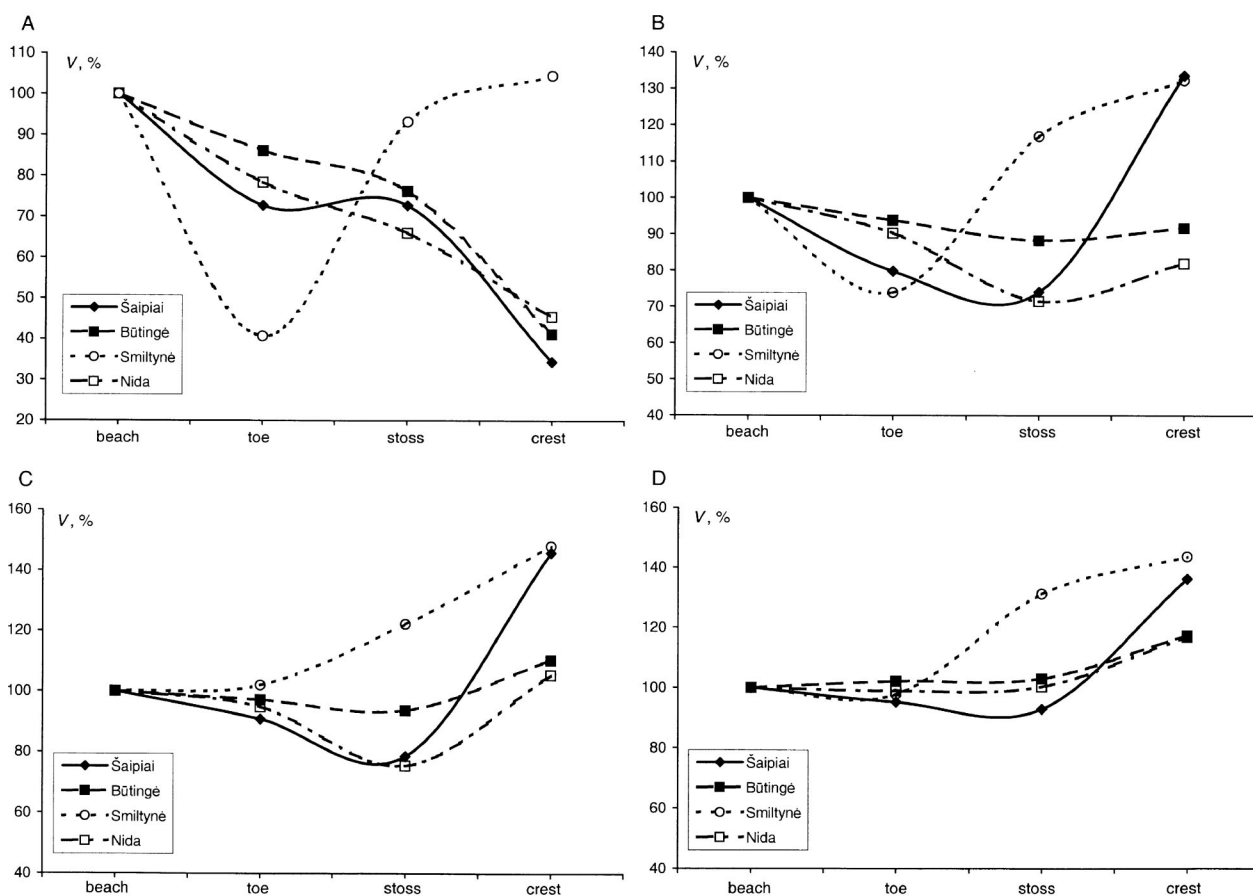 A
V, %
110
100
90
80
70
60
50
40
30
20
Šaipiai
Būtingė
Smiltynė
Nida
beach toe stoss crest
B
V, %
140
130
120
110
100
90
80
70
60
50
40
Šaipiai
Būtingė
Smiltynė
Nida
beach toe stoss crest
C
V, %
160
140
120
100
80
60
40
Šaipiai
Būtingė
Smiltynė
Nida
beach toe stoss crest
D
V, %
160
140
120
100
80
60
40
Šaipiai
Būtingė
Smiltynė
Nida
beach toe stoss crest